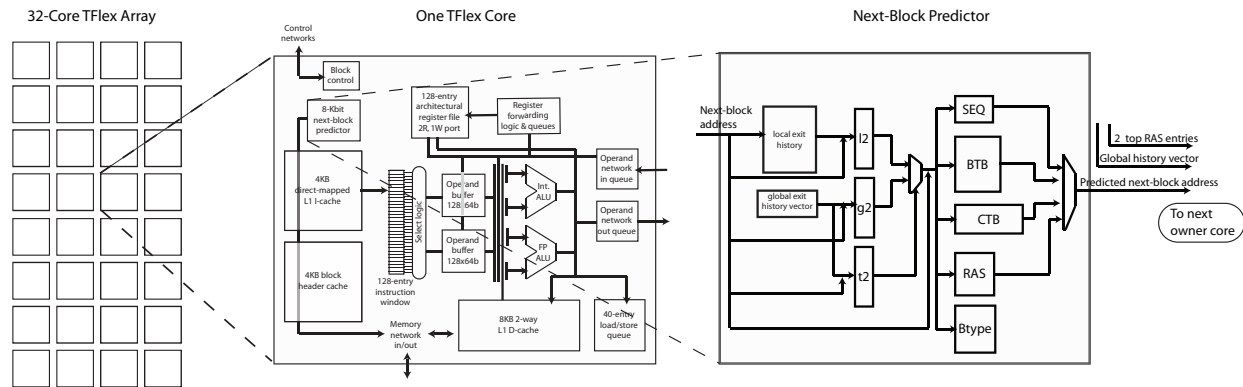 32-Core TFlex Array
One TFlex Core
Next-Block Predictor
Control
networks
Block
control
8-Kbit
next-block
predictor
128-entry
architectural
register file
2R, 1W port
Register
forwarding
logic & queues
4KB
direct-mapped
L1 I-cache
Select logic
Operand
buffer
128x64b
Operand
buffer
128x64b
Int.
ALU
FP
ALU
Operand
network
in queue
Operand
network
out queue
4KB block
header cache
128-entry
instruction
window
Memory
network
in/out
8KB 2-way
L1 D-cache
40-entry
load/store
queue
Next-block
address
local exit
history
global exit
history vector
l2
g2
t2
SEQ
BTB
CTB
RAS
Btype
2 top RAS entries
Global history vector
Predicted next-block address
To next
owner core